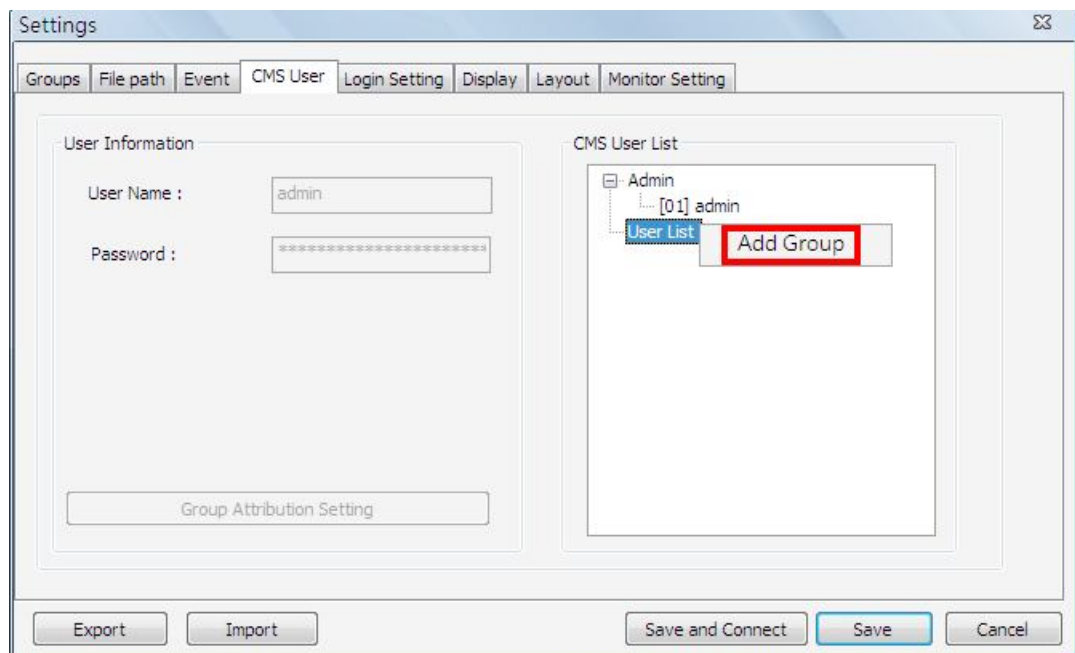 Settings
Groups File path Event CMS User Login Setting Display Layout Monitor Setting
User Information
User Name : admin
Password : ***********************
Group Attribution Setting
CMS User List
Admin
[01] admin
User List
Add Group
Export Import Save and Connect Save Cancel